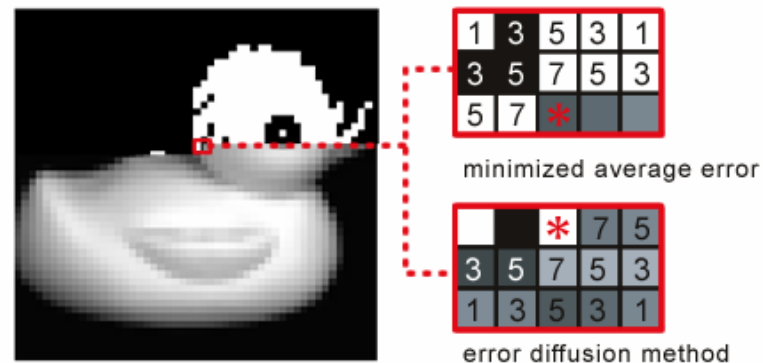 1 3 5 3 1
3 5 7 5 3
5 7 *
minimized average error
* 7 5
3 5 7 5 3
1 3 5 3 1
error diffusion method